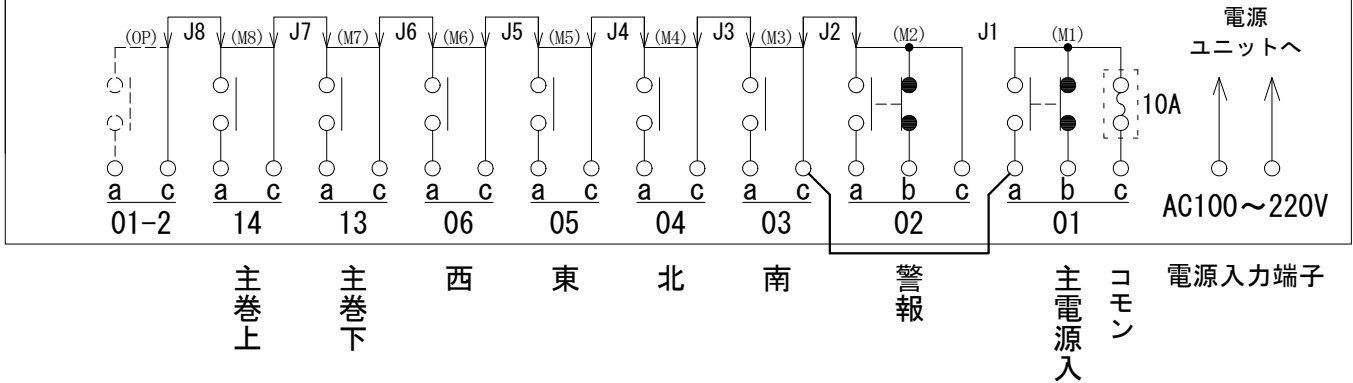 電源
ユニットへ
(OP) J8 (M8) J7 (M7) J6 (M6) J5 (M5) J4 (M4) J3 (M3) J2 (M2) J1 (M1)
10A
a c a c a c a c a c a c a c a b c a b c
01-2 14 13 06 05 04 03 02 01 AC100～220V
主巻上
主巻下
西
東
北
南
警報
主電源入
コモン
電源入力端子